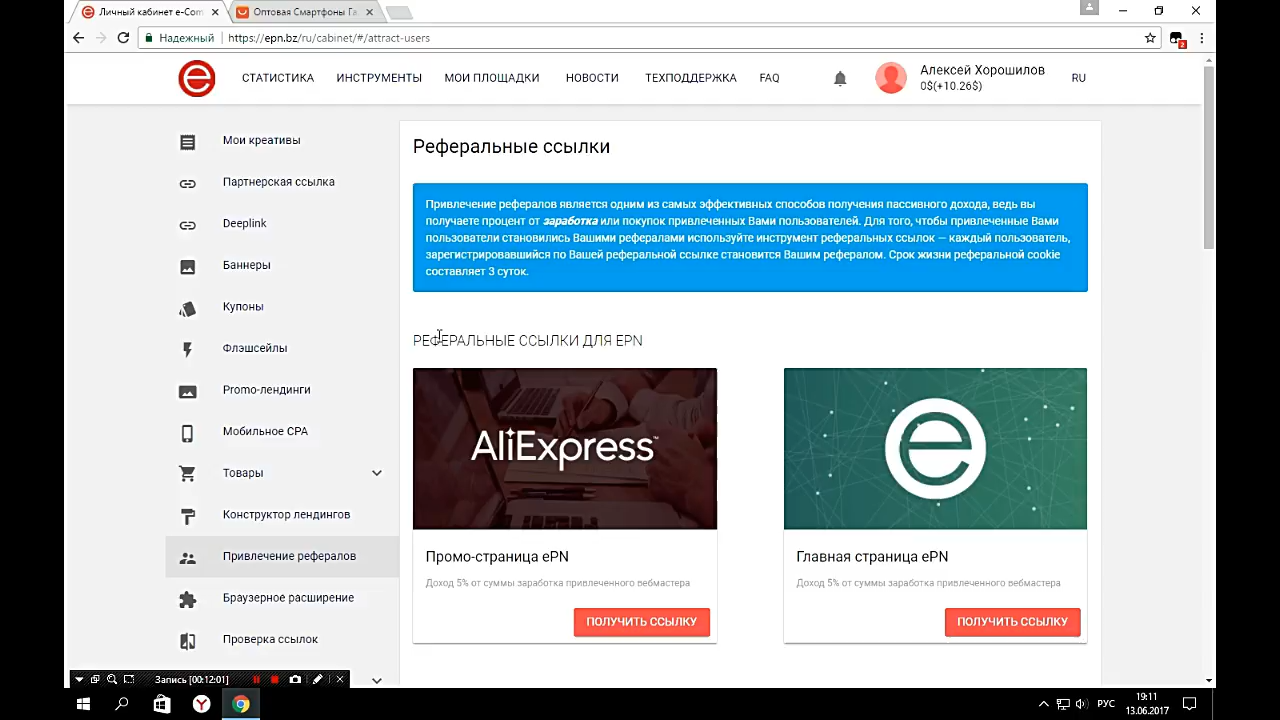 Личный кабинет e-Com
Оптовая Смартфоны Га
Надежный
https://epn.bz/ru/cabinet/#/attract-users
2
СТАТИСТИКА
ИНСТРУМЕНТЫ
МОИ ПЛОЩАДКИ
НОВОСТИ
ТЕХПОДДЕРЖКА
FAQ
Алексей Хорошилов
0$(+10.26$)
RU
Мои креативы
Партнерская ссылка
Deeplink
Баннеры
Купоны
Флэшсейлы
Promo-лендинги
Мобильное CPA
Товары
Конструктор лендингов
Привлечение рефералов
Браузерное расширение
Проверка ссылок
Реферальные ссылки
Привлечение рефералов является одним из самых эффективных способов получения пассивного дохода, ведь вы
получаете процент от заработка или покупок привлеченных Вами пользователей. Для того, чтобы привлеченные Вами
пользователи становились Вашими рефералами используйте инструмент реферальных ссылок — каждый пользователь,
зарегистрировавшийся по Вашей реферальной ссылке становится Вашим рефералом. Срок жизни реферальной cookie
составляет 3 суток.
РЕФЕРАЛЬНЫЕ ССЫЛКИ ДЛЯ EPN
AliExpress™
Промо-страница ePN
Доход 5% от суммы заработка привлеченного вебмастера
ПОЛУЧИТЬ ССЫЛКУ
e
Главная страница ePN
Доход 5% от суммы заработка привлеченного вебмастера
ПОЛУЧИТЬ ССЫЛКУ
Запись [00:12:01]
РУС
19:11
13.06.2017